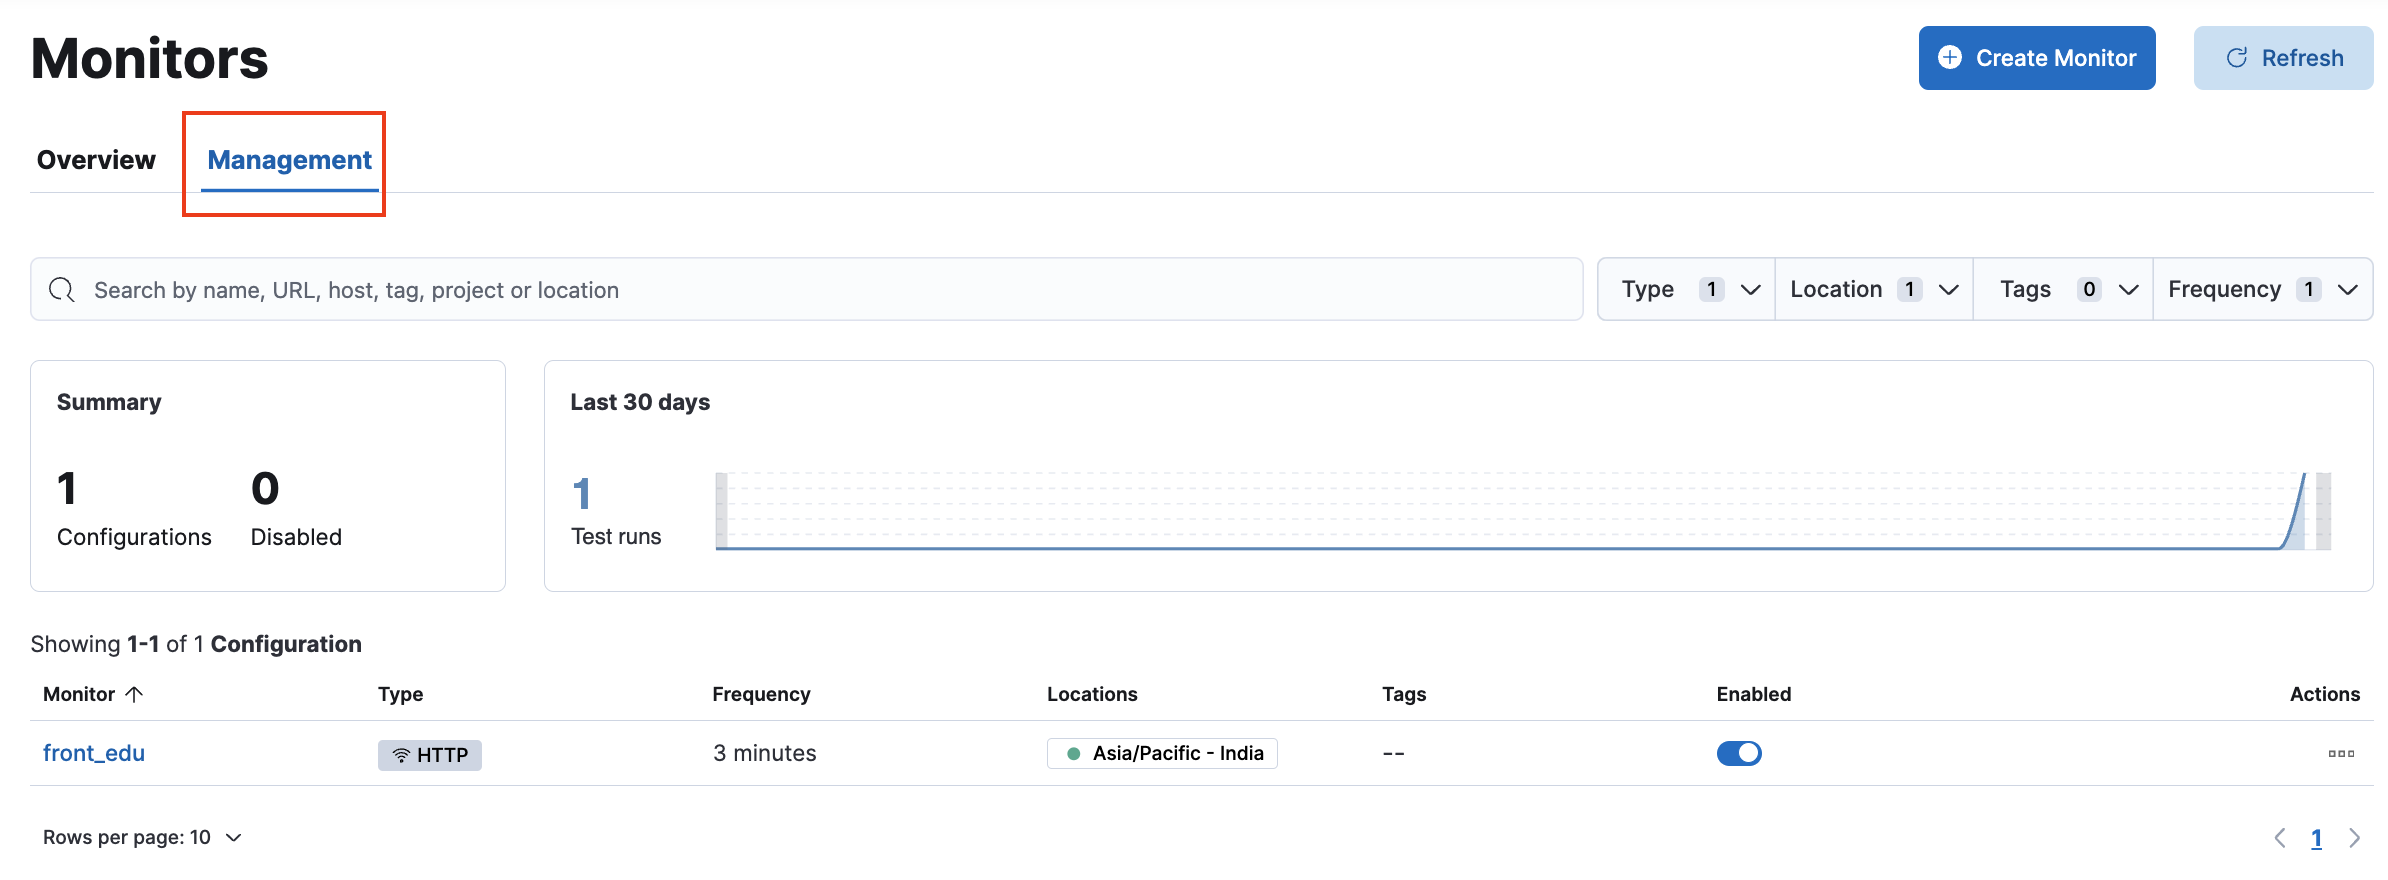 Monitors
Create Monitor
Refresh
Overview
Management
Search by name, URL, host, tag, project or location
Type 1
Location 1
Tags 0
Frequency 1
Summary
1
Configurations
0
Disabled
Last 30 days
1
Test runs
Showing 1-1 of 1 Configuration
Monitor Type Frequency Locations Tags Enabled Actions
front_edu HTTP 3 minutes Asia/Pacific - India --
Rows per page: 10
1